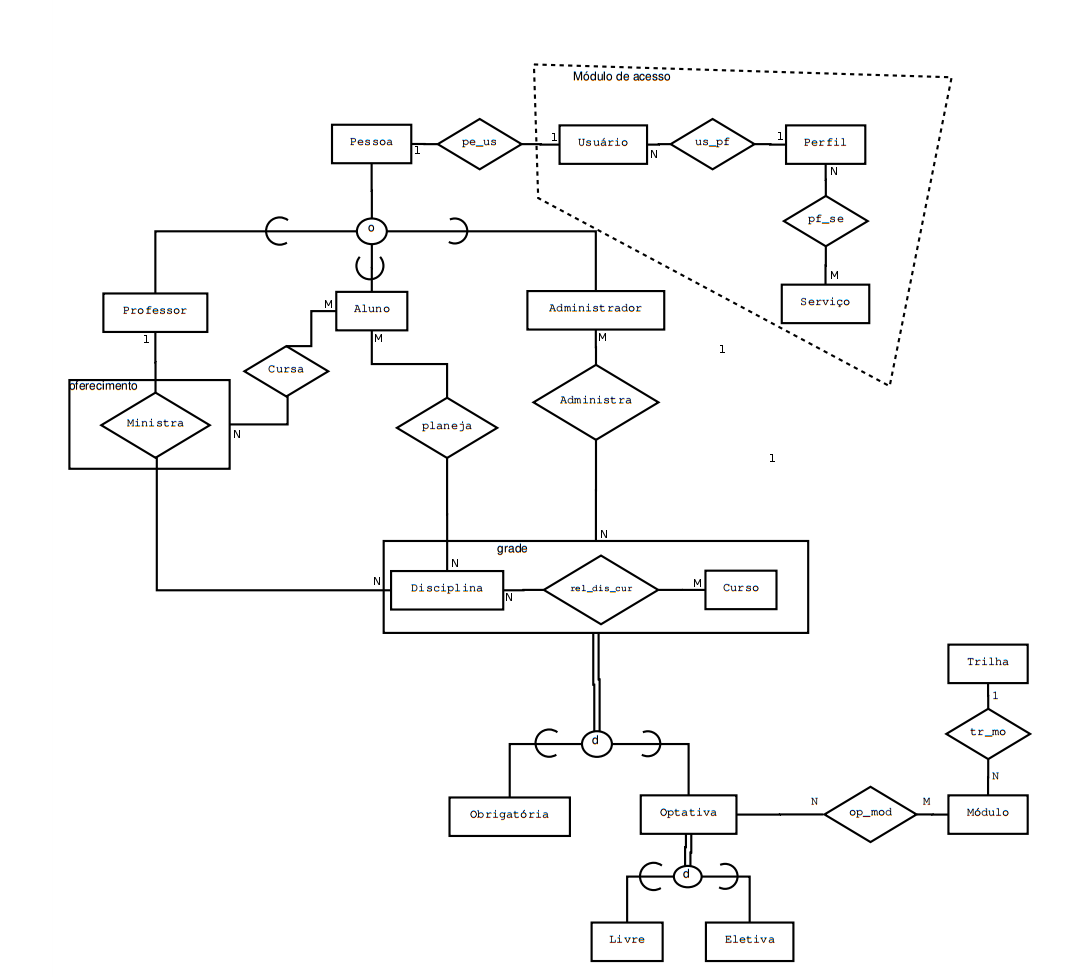 Módulo de acesso
Pessoa
1
pe_us
1
Usuário
N
us_pf
1
Perfil
N
pf_se
M
Serviço
o
Professor
1
M
Aluno
M
Administrador
M
1
Cursa
oferecimento
Ministra
N
planeja
Administra
1
N
grade
N
N
Disciplina
N
rel_dis_cur
M
Curso
Trilha
1
tr_mo
N
d
Obrigatória
Optativa
N
op_mod
M
Módulo
d
Livre
Eletiva